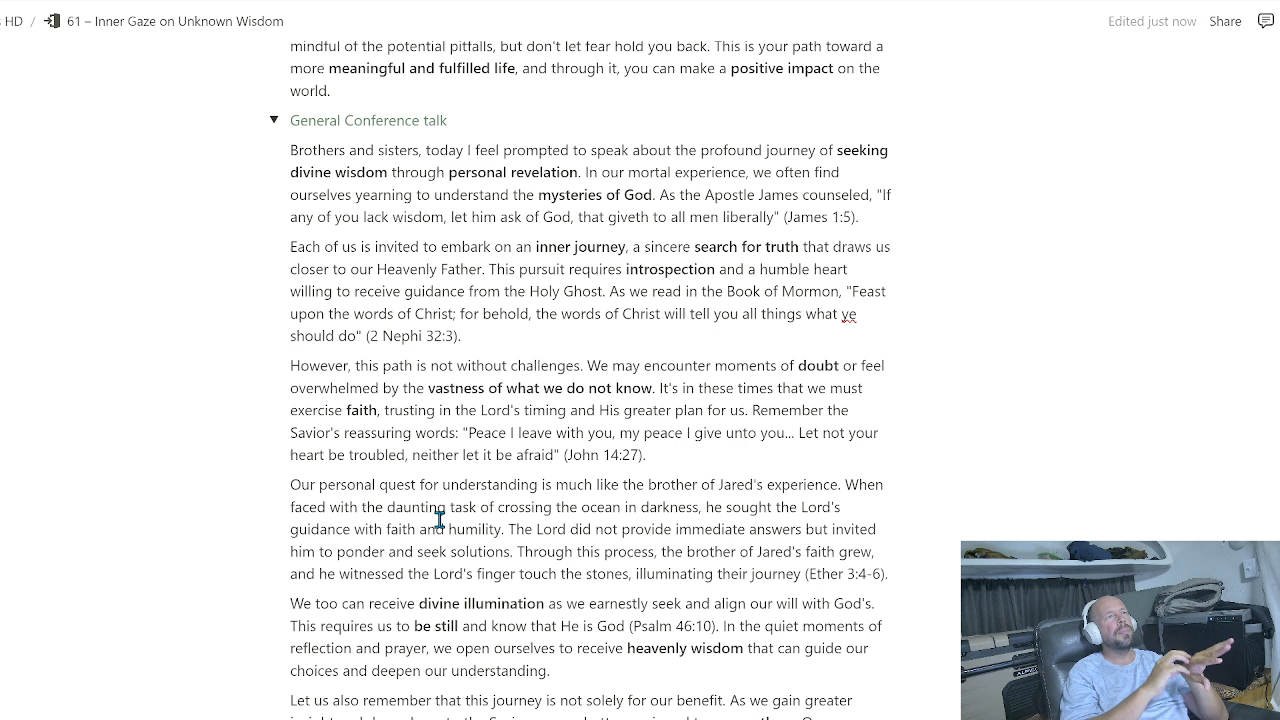 HD / 61 – Inner Gaze on Unknown Wisdom
Edited just now Share
mindful of the potential pitfalls, but don't let fear hold you back. This is your path toward a
more meaningful and fulfilled life, and through it, you can make a positive impact on the
world.
General Conference talk
Brothers and sisters, today I feel prompted to speak about the profound journey of seeking
divine wisdom through personal revelation. In our mortal experience, we often find
ourselves yearning to understand the mysteries of God. As the Apostle James counseled, "If
any of you lack wisdom, let him ask of God, that giveth to all men liberally" (James 1:5).
Each of us is invited to embark on an inner journey, a sincere search for truth that draws us
closer to our Heavenly Father. This pursuit requires introspection and a humble heart
willing to receive guidance from the Holy Ghost. As we read in the Book of Mormon, "Feast
upon the words of Christ; for behold, the words of Christ will tell you all things what ye
should do" (2 Nephi 32:3).
However, this path is not without challenges. We may encounter moments of doubt or feel
overwhelmed by the vastness of what we do not know. It's in these times that we must
exercise faith, trusting in the Lord's timing and His greater plan for us. Remember the
Savior's reassuring words: "Peace I leave with you, my peace I give unto you... Let not your
heart be troubled, neither let it be afraid" (John 14:27).
Our personal quest for understanding is much like the brother of Jared's experience. When
faced with the daunting task of crossing the ocean in darkness, he sought the Lord's
guidance with faith and humility. The Lord did not provide immediate answers but invited
him to ponder and seek solutions. Through this process, the brother of Jared's faith grew,
and he witnessed the Lord's finger touch the stones, illuminating their journey (Ether 3:4-6).
We too can receive divine illumination as we earnestly seek and align our will with God's.
This requires us to be still and know that He is God (Psalm 46:10). In the quiet moments of
reflection and prayer, we open ourselves to receive heavenly wisdom that can guide our
choices and deepen our understanding.
Let us also remember that this journey is not solely for our benefit. As we gain greater